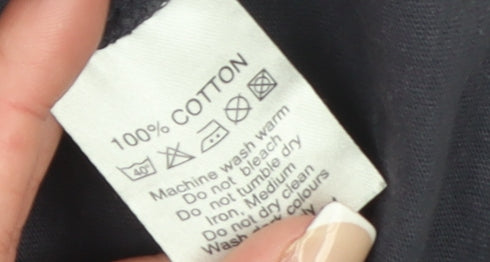 100% COTTON
40°
Machine wash warm
Do not bleach
Do not tumble dry
Iron, Medium
Do not dry clean
Wash dark colours